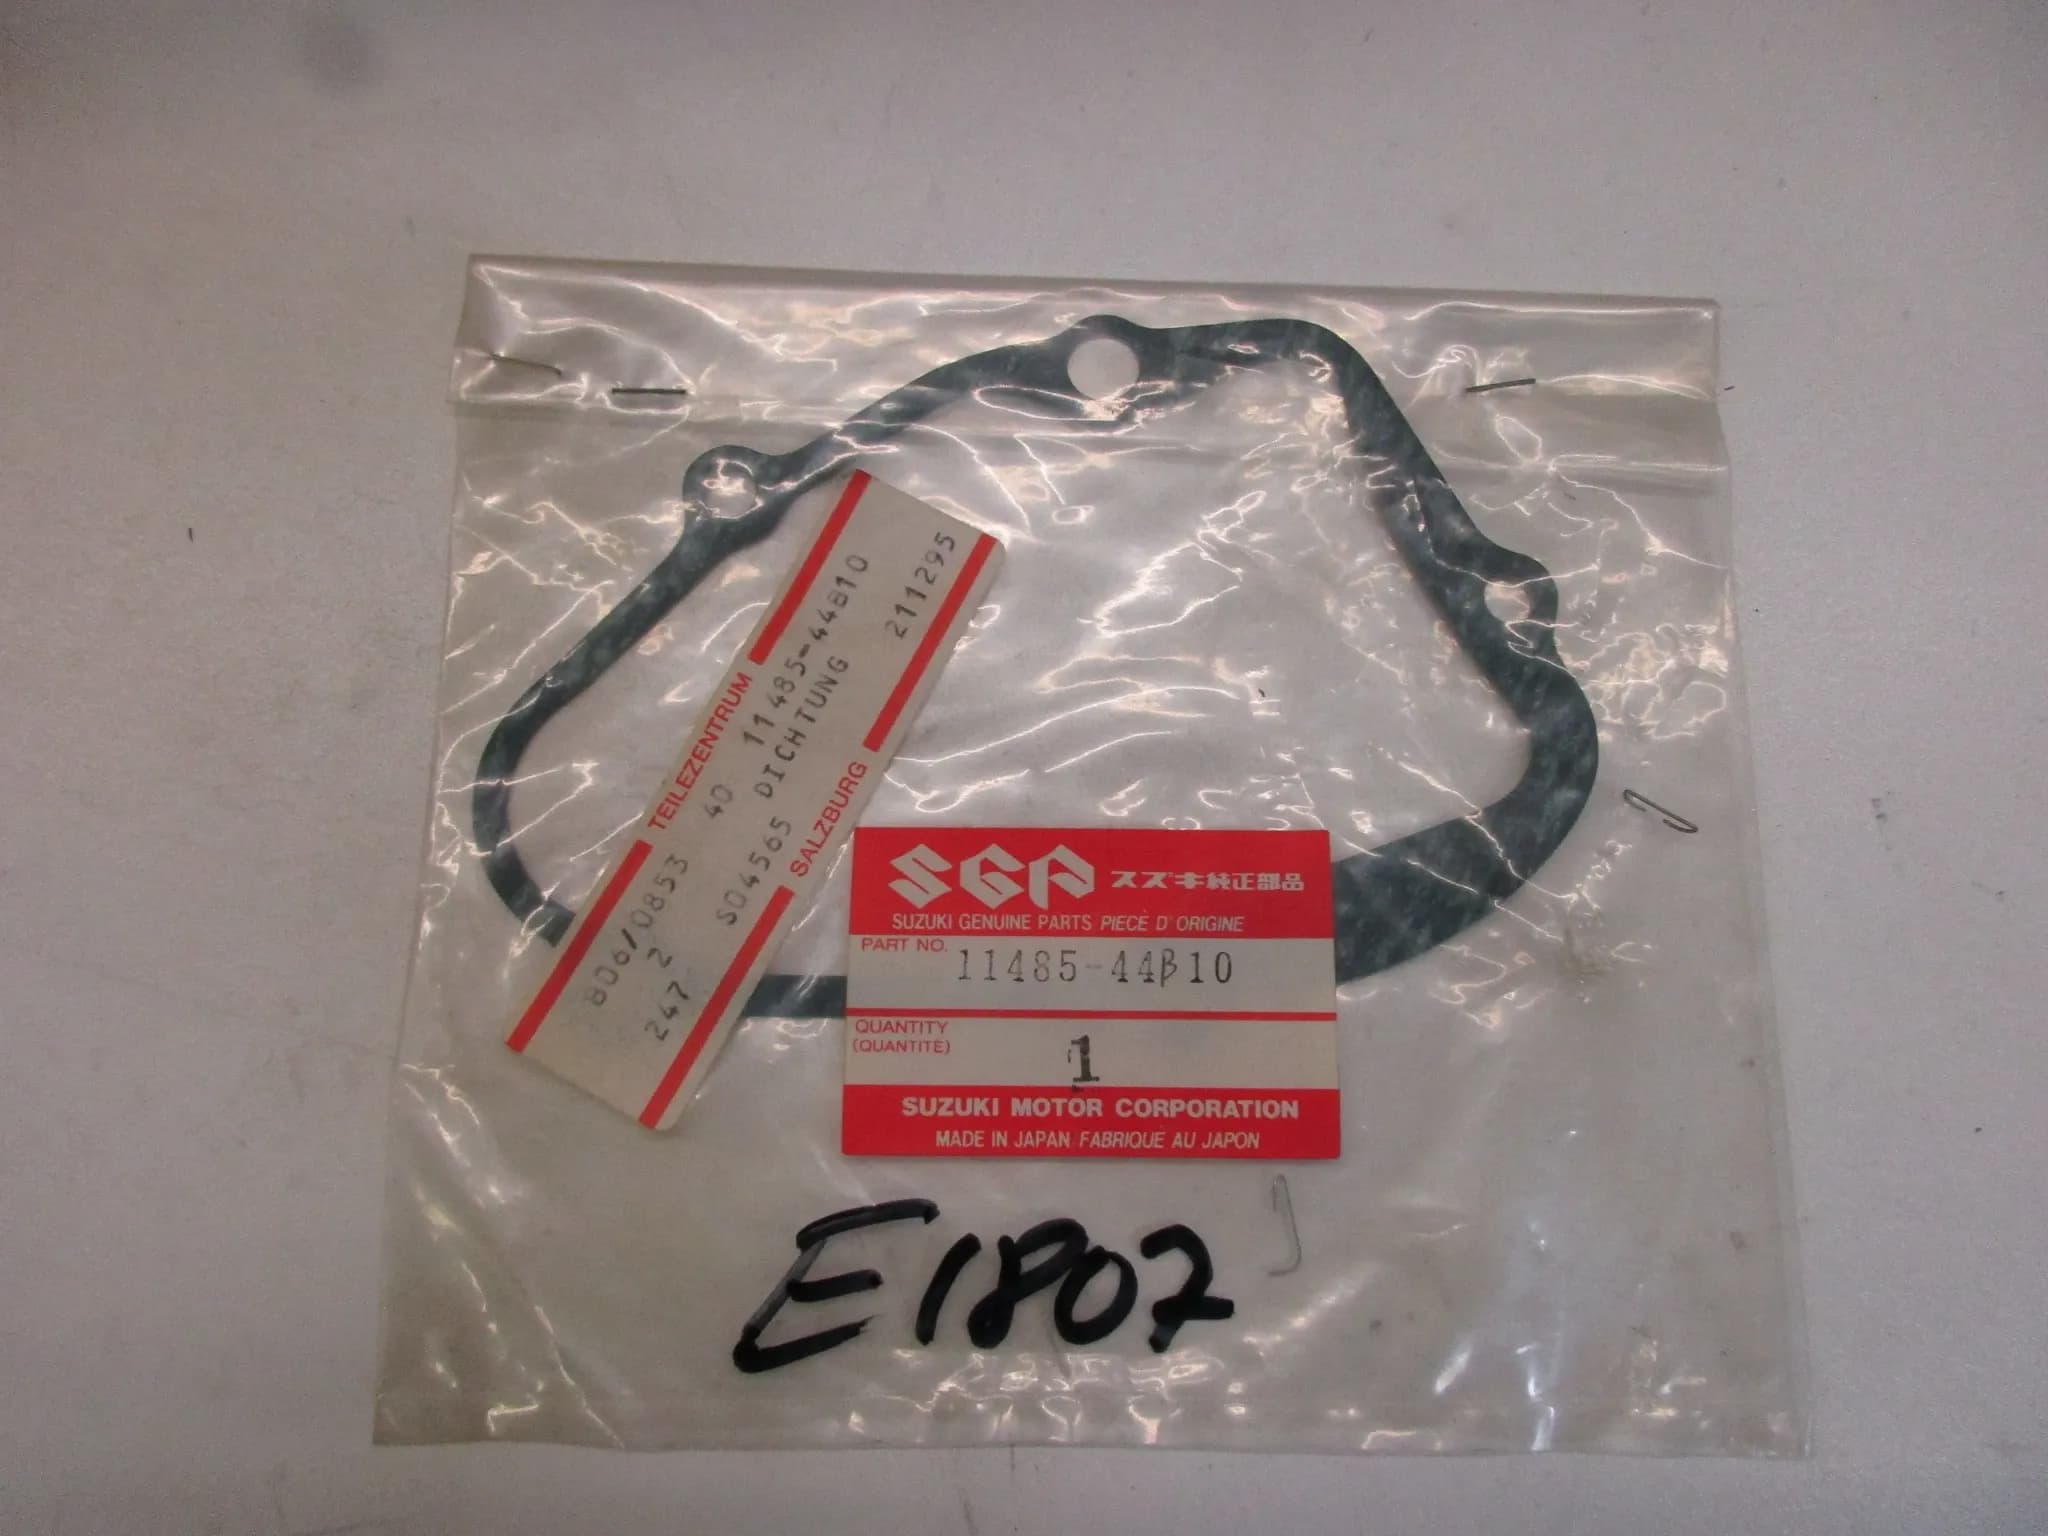 TEILEZENTRUM
806/0853 40 11485-44B10
247 2 S04565 DICHTUNG 211295
SALZBURG
SGP スズキ純正部品
SUZUKI GENUINE PARTS PIECE D'ORIGINE
PART NO. 11485-44B10
QUANTITY
(QUANTITÉ) 1
SUZUKI MOTOR CORPORATION
MADE IN JAPAN FABRIQUE AU JAPON
E1807